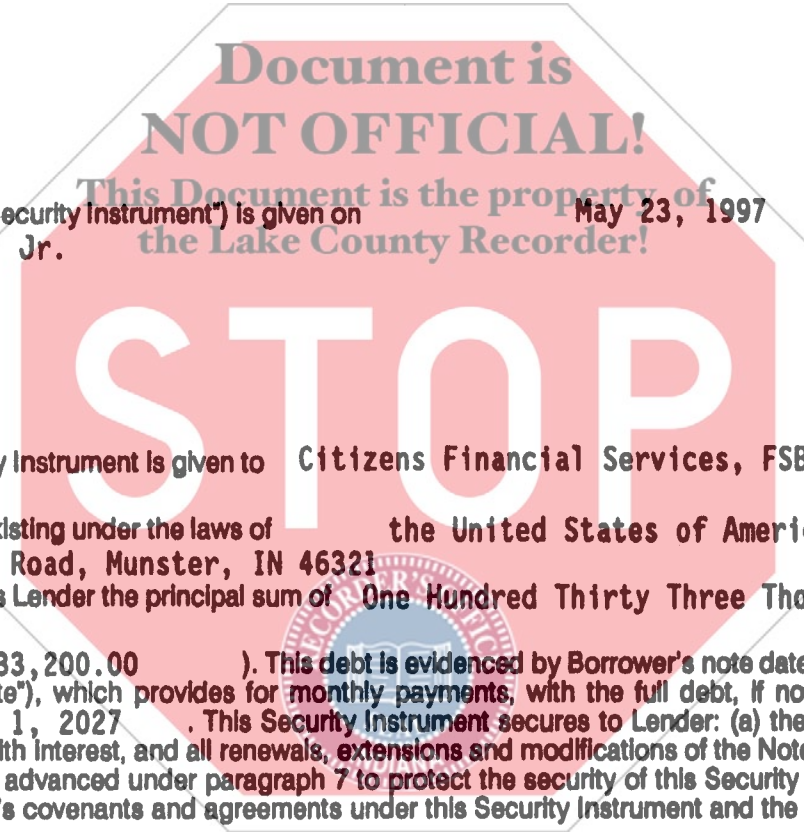 Document is
NOT OFFICIAL!
This Document is the property of
the Lake County Recorder!
ecurity Instrument") is given on May 23, 1997
Jr.
STOP
y Instrument is given to Citizens Financial Services, FSB
xisting under the laws of the United States of Ameri
Road, Munster, IN 46321
s Lender the principal sum of One Hundred Thirty Three Tho
33,200.00 ). This debt is evidenced by Borrower's note date
te"), which provides for monthly payments, with the full debt, if no
1, 2027 . This Security Instrument secures to Lender: (a) the
ith interest, and all renewals, extensions and modifications of the Note
advanced under paragraph 7 to protect the security of this Security
's covenants and agreements under this Security Instrument and the